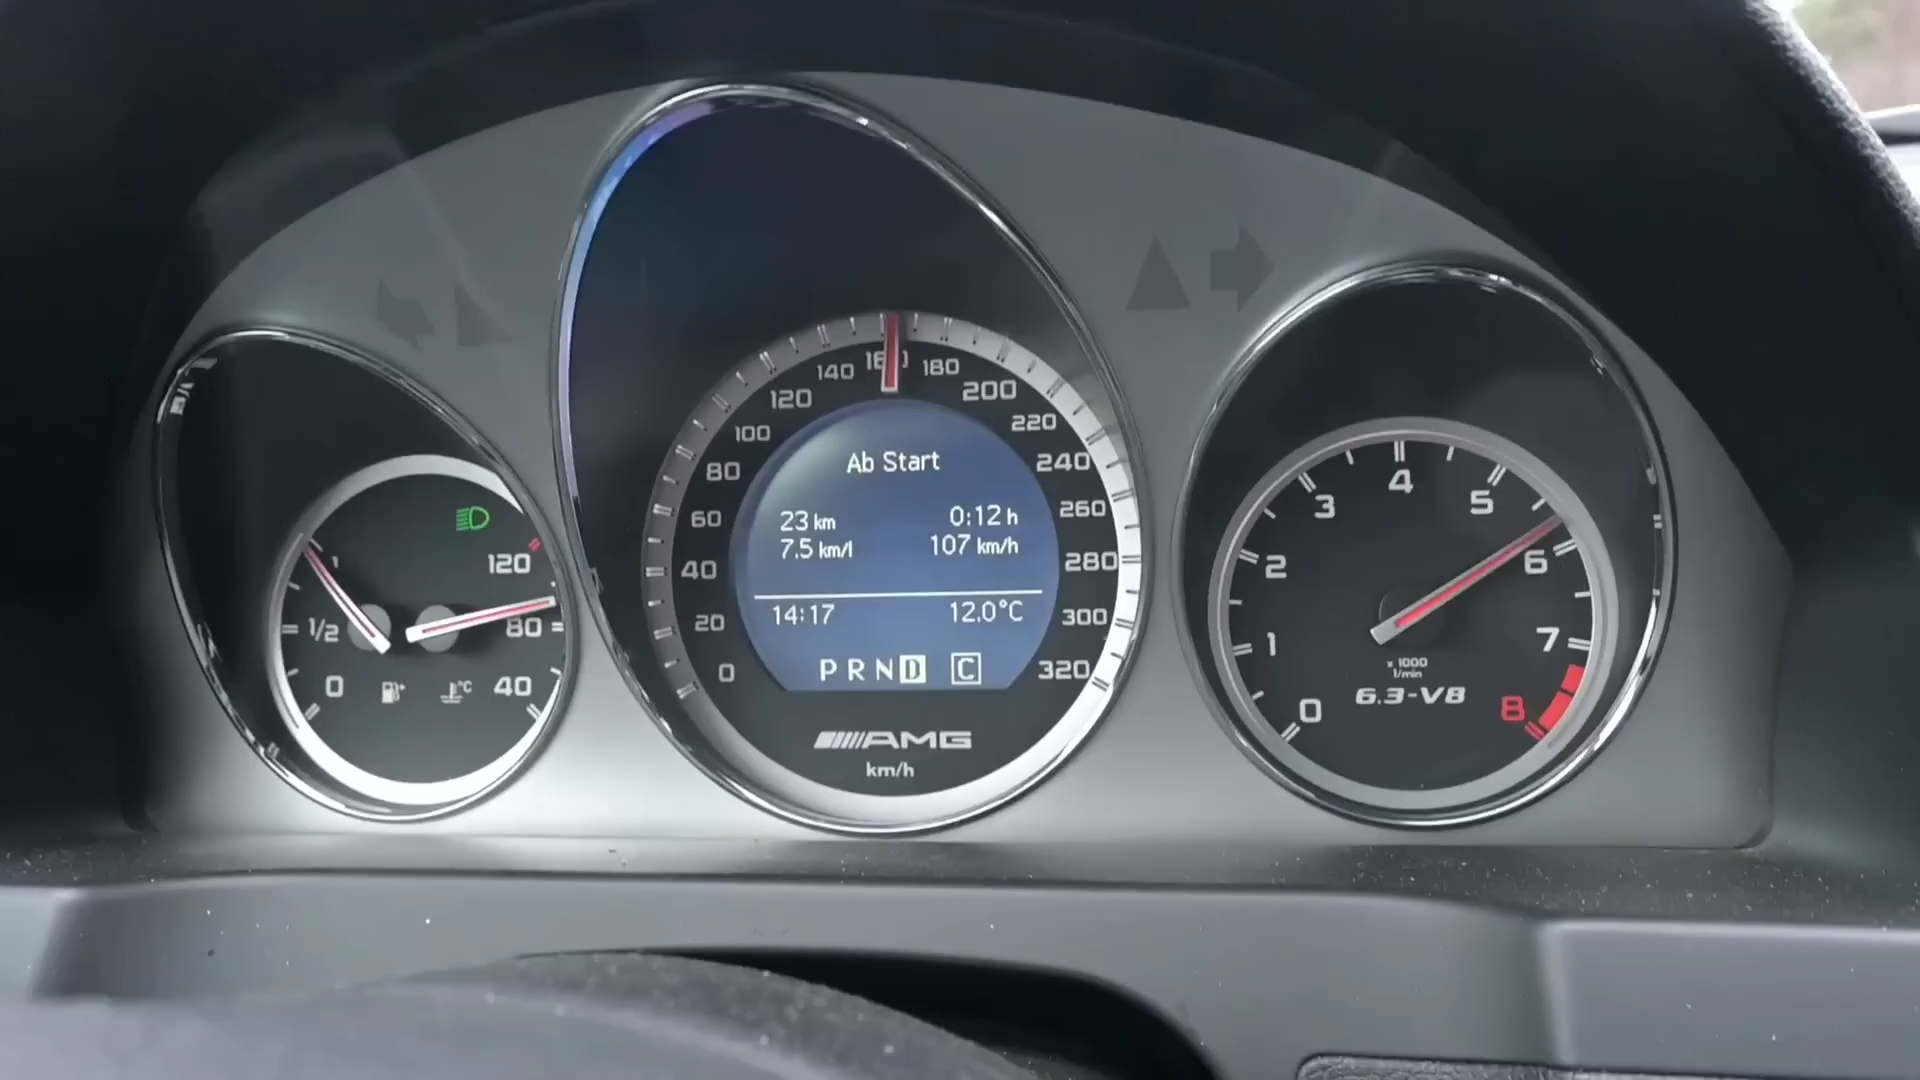 1
1/2
0
120
80
40
°C
0
20
40
60
80
100
120
140
160
180
200
220
240
260
280
300
320
Ab Start
23 km 0:12 h
7.5 km/l 107 km/h
14:17 12.0°C
P R N D C
AMG
km/h
0
1
2
3
4
5
6
7
8
x 1000
1/min
6.3-V8